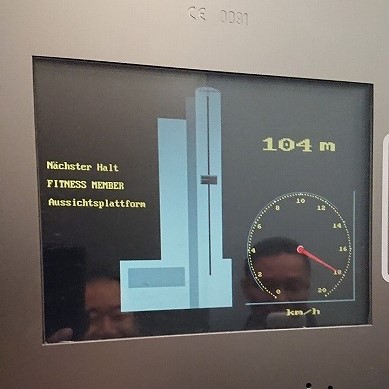 CE 0091
Nächster Halt
FITNESS MEMBER
Aussichtsplattform
104 m
0
2
4
6
8
10
12
14
16
18
20
km/h